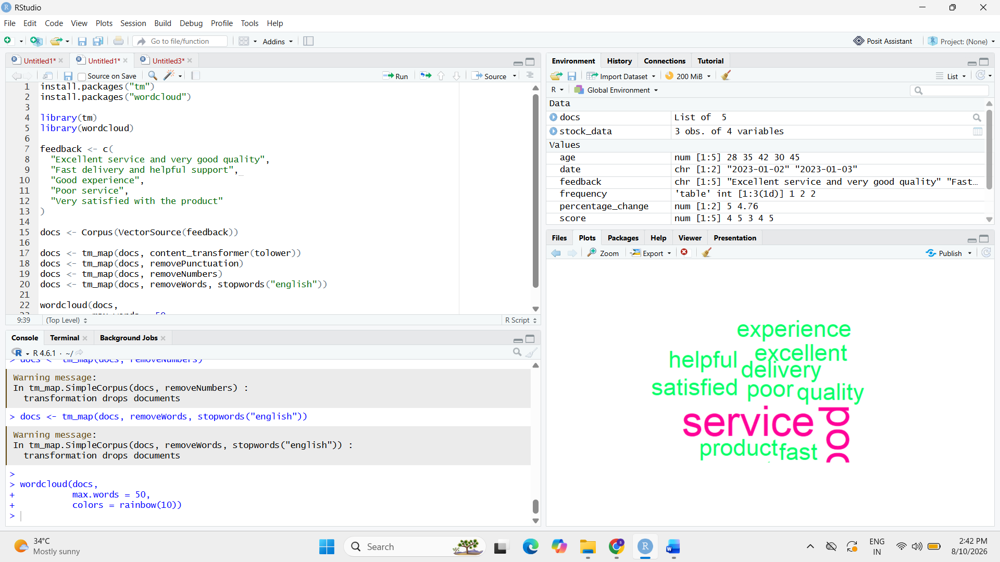 RStudio
File Edit Code View Plots Session Build Debug Profile Tools Help
Go to file/function Addins Posit Assistant Project: (None)
Untitled1* Untitled1* Untitled3*
Source on Save Run Source
1 install.packages("tm")
2 install.packages("wordcloud")
3
4 library(tm)
5 library(wordcloud)
6
7 feedback <- c(
8 "Excellent service and very good quality",
9 "Fast delivery and helpful support",
10 "Good experience",
11 "Poor service",
12 "Very satisfied with the product"
13 )
14
15 docs <- Corpus(VectorSource(feedback))
16
17 docs <- tm_map(docs, content_transformer(tolower))
18 docs <- tm_map(docs, removePunctuation)
19 docs <- tm_map(docs, removeNumbers)
20 docs <- tm_map(docs, removeWords, stopwords("english"))
21
22 wordcloud(docs,
9:39 (Top Level) R Script
Console Terminal Background Jobs
R R 4.6.1 · ~/
> docs <- tm_map(docs, removeNumbers)
Warning message:
In tm_map.SimpleCorpus(docs, removeNumbers) :
transformation drops documents
> docs <- tm_map(docs, removeWords, stopwords("english"))
Warning message:
In tm_map.SimpleCorpus(docs, removeWords, stopwords("english")) :
transformation drops documents
>
> wordcloud(docs,
+ max.words = 50,
+ colors = rainbow(10))
>
Environment History Connections Tutorial
Import Dataset 200 MiB List
R Global Environment
Data
docs List of 5
stock_data 3 obs. of 4 variables
Values
age num [1:5] 28 35 42 30 45
date chr [1:2] "2023-01-02" "2023-01-03"
feedback chr [1:5] "Excellent service and very good quality" "Fast…
frequency 'table' int [1:3(1d)] 1 2 2
percentage_change num [1:2] 5 4.76
score num [1:5] 4 5 3 4 5
Files Plots Packages Help Viewer Presentation
Zoom Export Publish
experience
excellent
helpful
delivery
satisfied poor quality
service
product fast
34°C
Mostly sunny
Search
ENG
IN
2:42 PM
8/10/2026